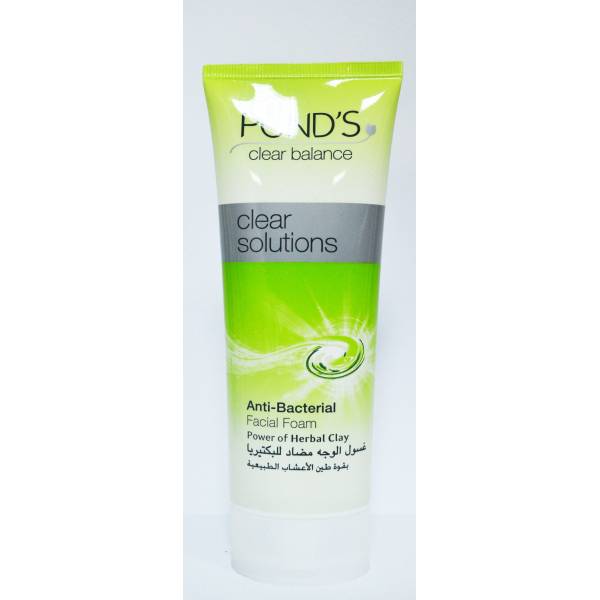 POND'S
clear balance
clear
solutions
Anti-Bacterial
Facial Foam
Power of Herbal Clay
غسول الوجه مضاد للبكتيريا
بقوة طين الأعشاب الطبيعية